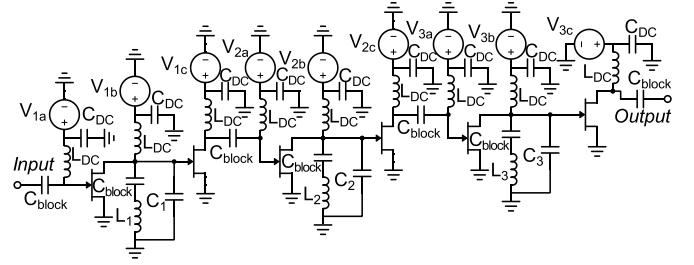 V1a
CDC
LDC
Input
Cblock
V1b
CDC
LDC
Cblock
L1
C1
V1c
CDC
LDC
Cblock
V2a
CDC
LDC
V2b
CDC
LDC
Cblock
L2
C2
V2c
CDC
LDC
Cblock
V3a
CDC
LDC
V3b
CDC
LDC
Cblock
L3
C3
V3c
CDC
LDC
Cblock
Output